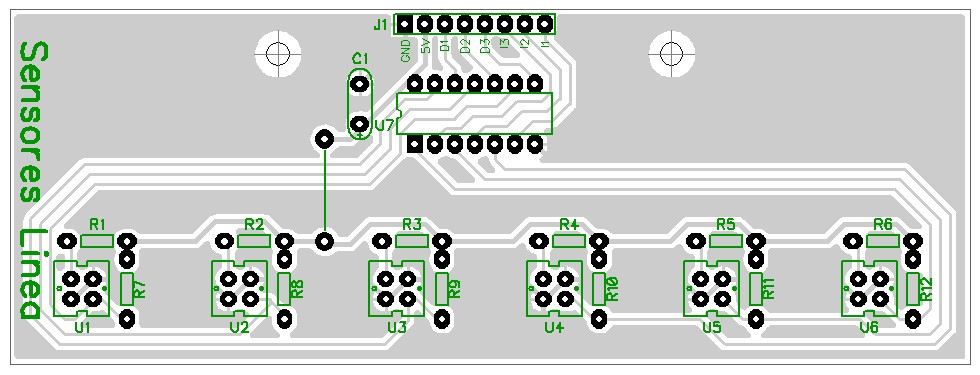 J1
GND 5V D1 D2 D3 I3 I2 I1
C1
+
U7
Sensores Linea
R1 R2 R3 R4 R5 R6
R7 R8 R9 R10 R11 R12
U1 U2 U3 U4 U5 U6